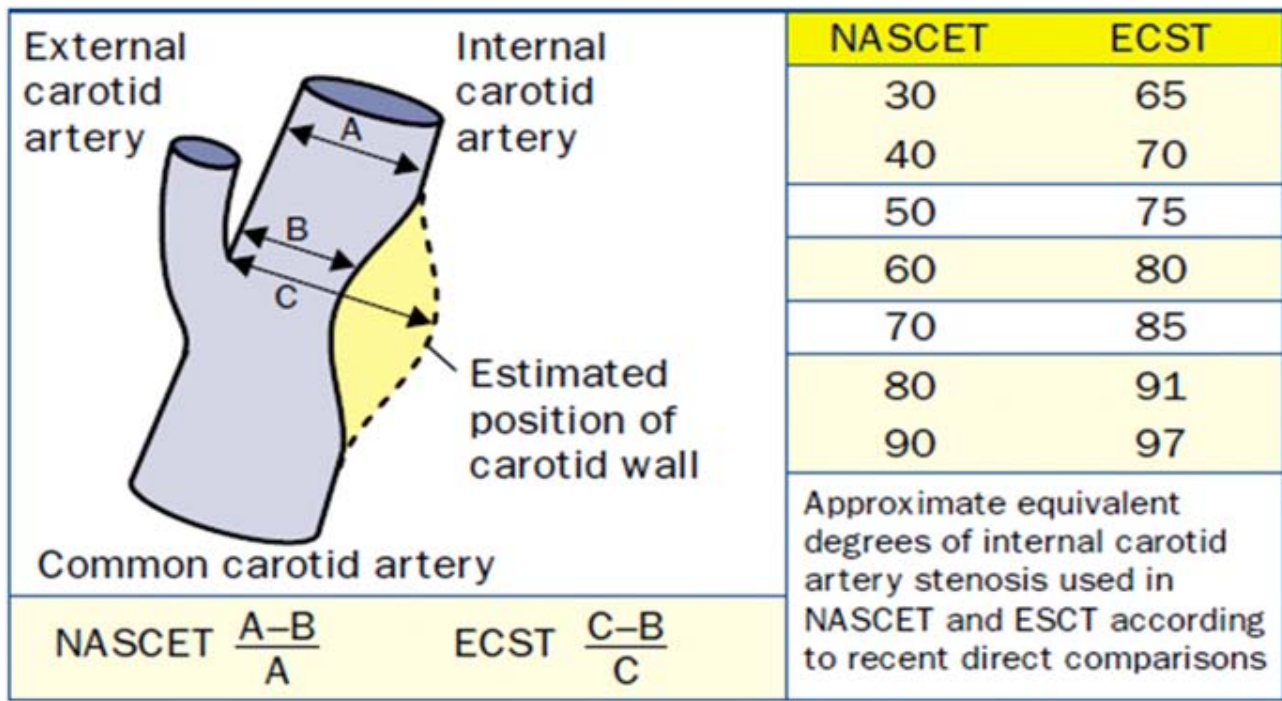 External
carotid
artery
Internal
carotid
artery
A
B
C
Estimated
position of
carotid wall
Common carotid artery
NASCET A–B/A ECST C–B/C
NASCET ECST
30 65
40 70
50 75
60 80
70 85
80 91
90 97
Approximate equivalent
degrees of internal carotid
artery stenosis used in
NASCET and ESCT according
to recent direct comparisons